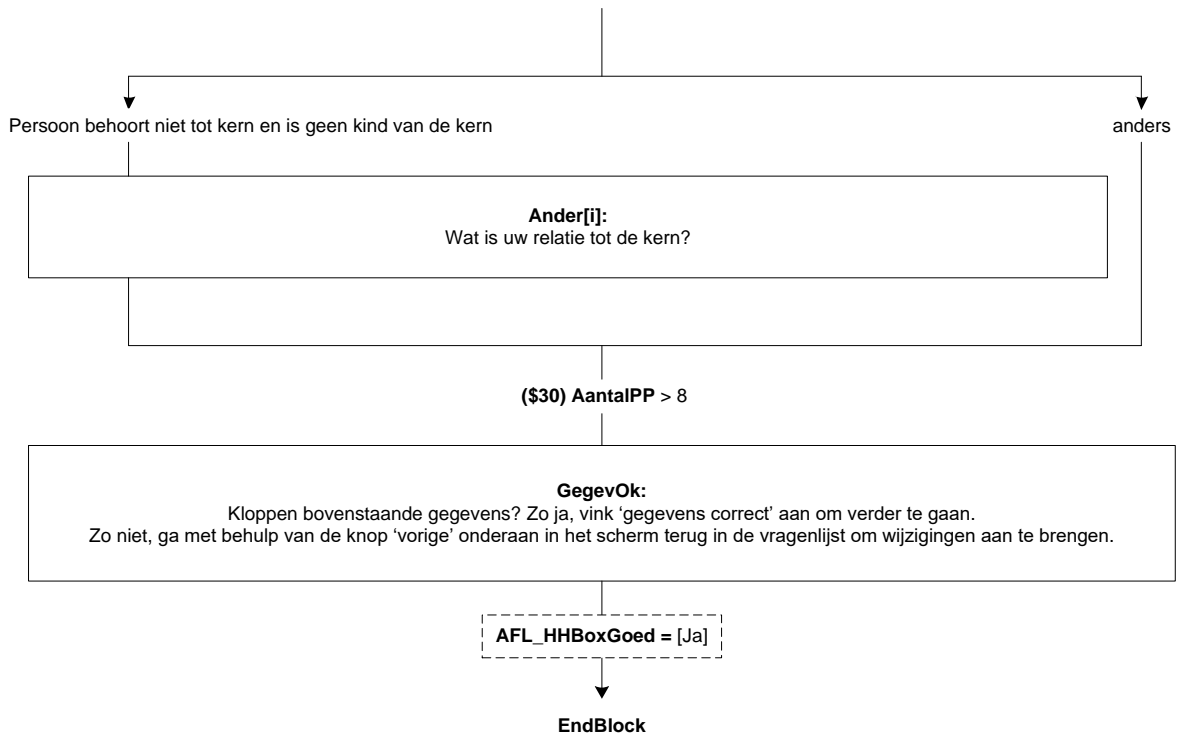 Persoon behoort niet tot kern en is geen kind van de kern
anders
Ander[i]:
Wat is uw relatie tot de kern?
($30) AantalPP > 8
GegevOk:
Kloppen bovenstaande gegevens? Zo ja, vink ‘gegevens correct’ aan om verder te gaan.
Zo niet, ga met behulp van de knop ‘vorige’ onderaan in het scherm terug in de vragenlijst om wijzigingen aan te brengen.
AFL_HHBoxGoed = [Ja]
EndBlock